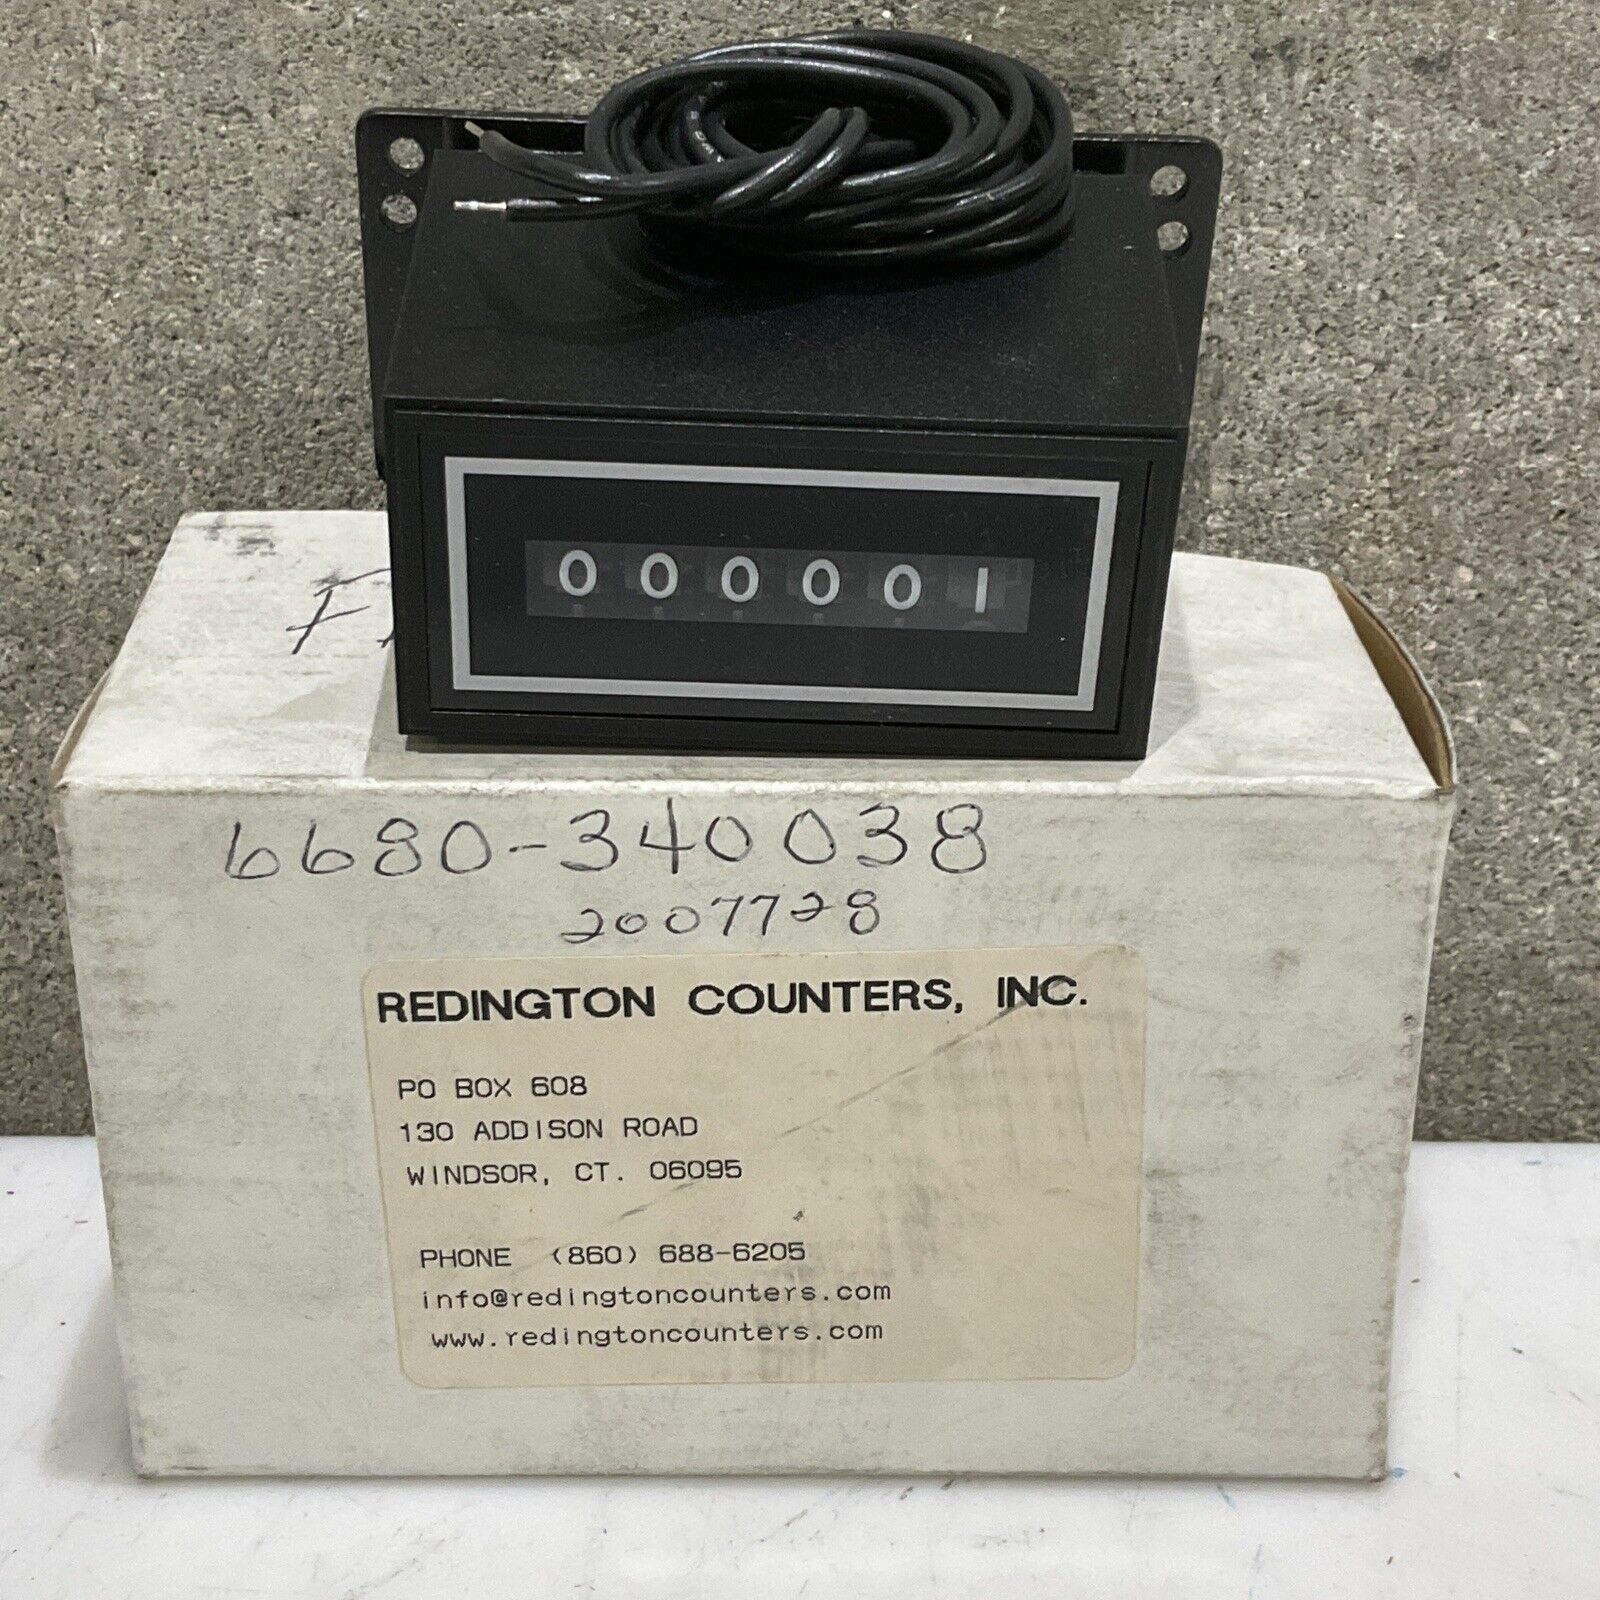 000001
6680-340038
2007728
REDINGTON COUNTERS, INC.
PO BOX 608
130 ADDISON ROAD
WINDSOR, CT. 06095
PHONE (860) 688-6205
info@redingtoncounters.com
www.redingtoncounters.com